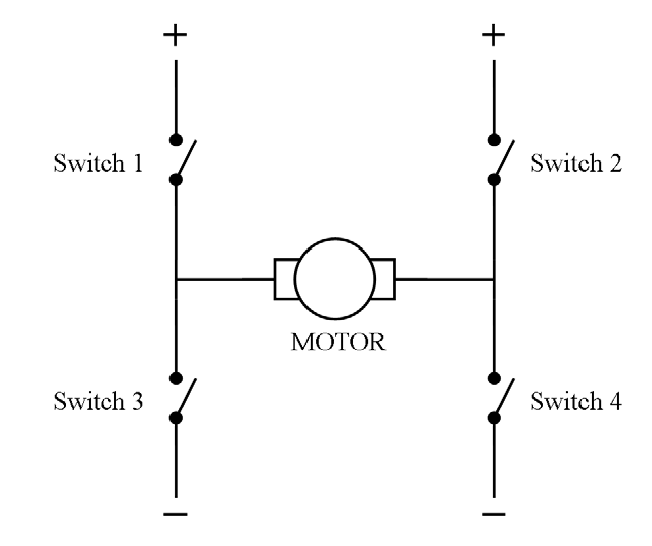 + +
Switch 1 Switch 2
MOTOR
Switch 3 Switch 4
− −